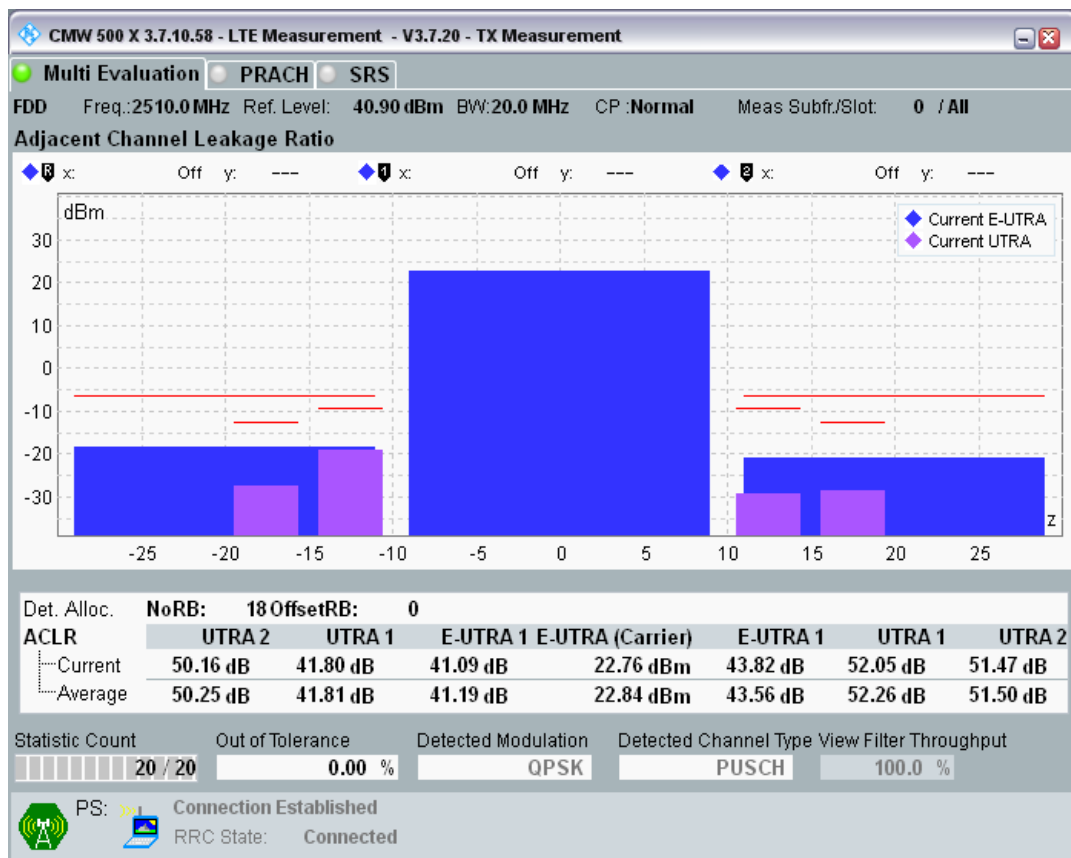 CMW 500 X 3.7.10.58 - LTE Measurement - V3.7.20 - TX Measurement
Multi Evaluation PRACH SRS
FDD Freq.:2510.0 MHz Ref. Level: 40.90 dBm BW:20.0 MHz CP :Normal Meas Subfr./Slot: 0 / All
Adjacent Channel Leakage Ratio
R x: Off y: --- 1 x: Off y: --- 2 x: Off y: ---
dBm
Current E-UTRA
Current UTRA
30
20
10
0
-10
-20
-30
z
-25 -20 -15 -10 -5 0 5 10 15 20 25
Det. Alloc. NoRB: 18 OffsetRB: 0
ACLR UTRA 2 UTRA 1 E-UTRA 1 E-UTRA (Carrier) E-UTRA 1 UTRA 1 UTRA 2
Current 50.16 dB 41.80 dB 41.09 dB 22.76 dBm 43.82 dB 52.05 dB 51.47 dB
Average 50.25 dB 41.81 dB 41.19 dB 22.84 dBm 43.56 dB 52.26 dB 51.50 dB
Statistic Count Out of Tolerance Detected Modulation Detected Channel Type View Filter Throughput
20 / 20 0.00 % QPSK PUSCH 100.0 %
PS: Connection Established
RRC State: Connected